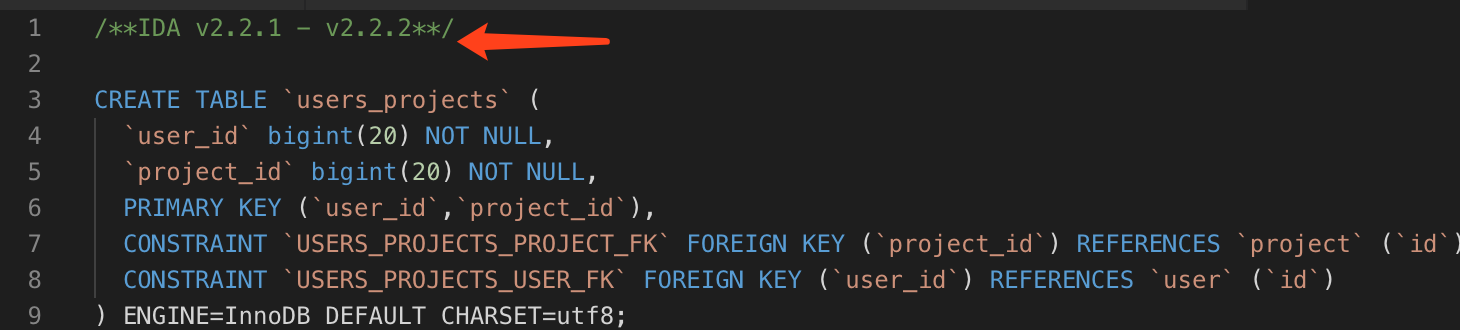 1 /**IDA v2.2.1 - v2.2.2**/
2
3 CREATE TABLE `users_projects` (
4 `user_id` bigint(20) NOT NULL,
5 `project_id` bigint(20) NOT NULL,
6 PRIMARY KEY (`user_id`,`project_id`),
7 CONSTRAINT `USERS_PROJECTS_PROJECT_FK` FOREIGN KEY (`project_id`) REFERENCES `project` (`id`)
8 CONSTRAINT `USERS_PROJECTS_USER_FK` FOREIGN KEY (`user_id`) REFERENCES `user` (`id`)
9 ) ENGINE=InnoDB DEFAULT CHARSET=utf8;